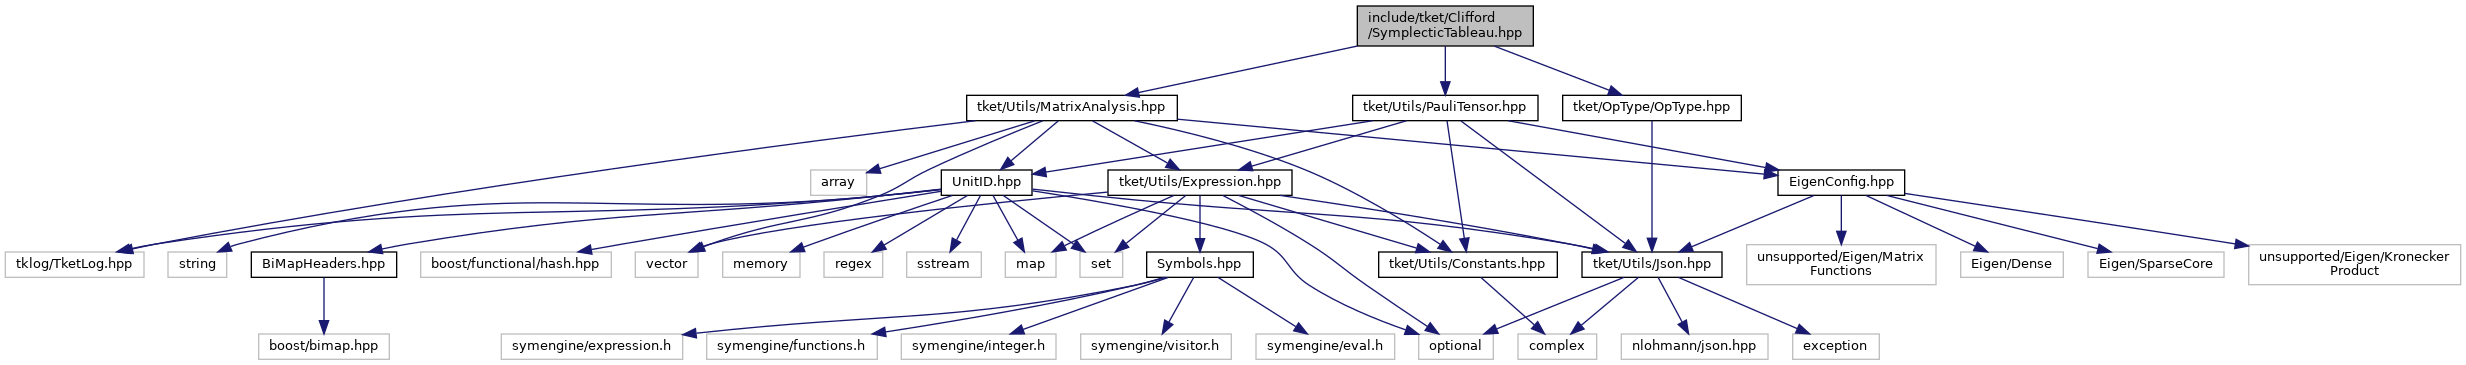 include/tket/Clifford
/SymplecticTableau.hpp
tket/Utils/MatrixAnalysis.hpp
tket/Utils/PauliTensor.hpp
tket/OpType/OpType.hpp
array
UnitID.hpp
tket/Utils/Expression.hpp
EigenConfig.hpp
tklog/TketLog.hpp
string
BiMapHeaders.hpp
boost/functional/hash.hpp
vector
memory
regex
sstream
map
set
Symbols.hpp
tket/Utils/Constants.hpp
tket/Utils/Json.hpp
unsupported/Eigen/Matrix
Functions
Eigen/Dense
Eigen/SparseCore
unsupported/Eigen/Kronecker
Product
boost/bimap.hpp
symengine/expression.h
symengine/functions.h
symengine/integer.h
symengine/visitor.h
symengine/eval.h
optional
complex
nlohmann/json.hpp
exception